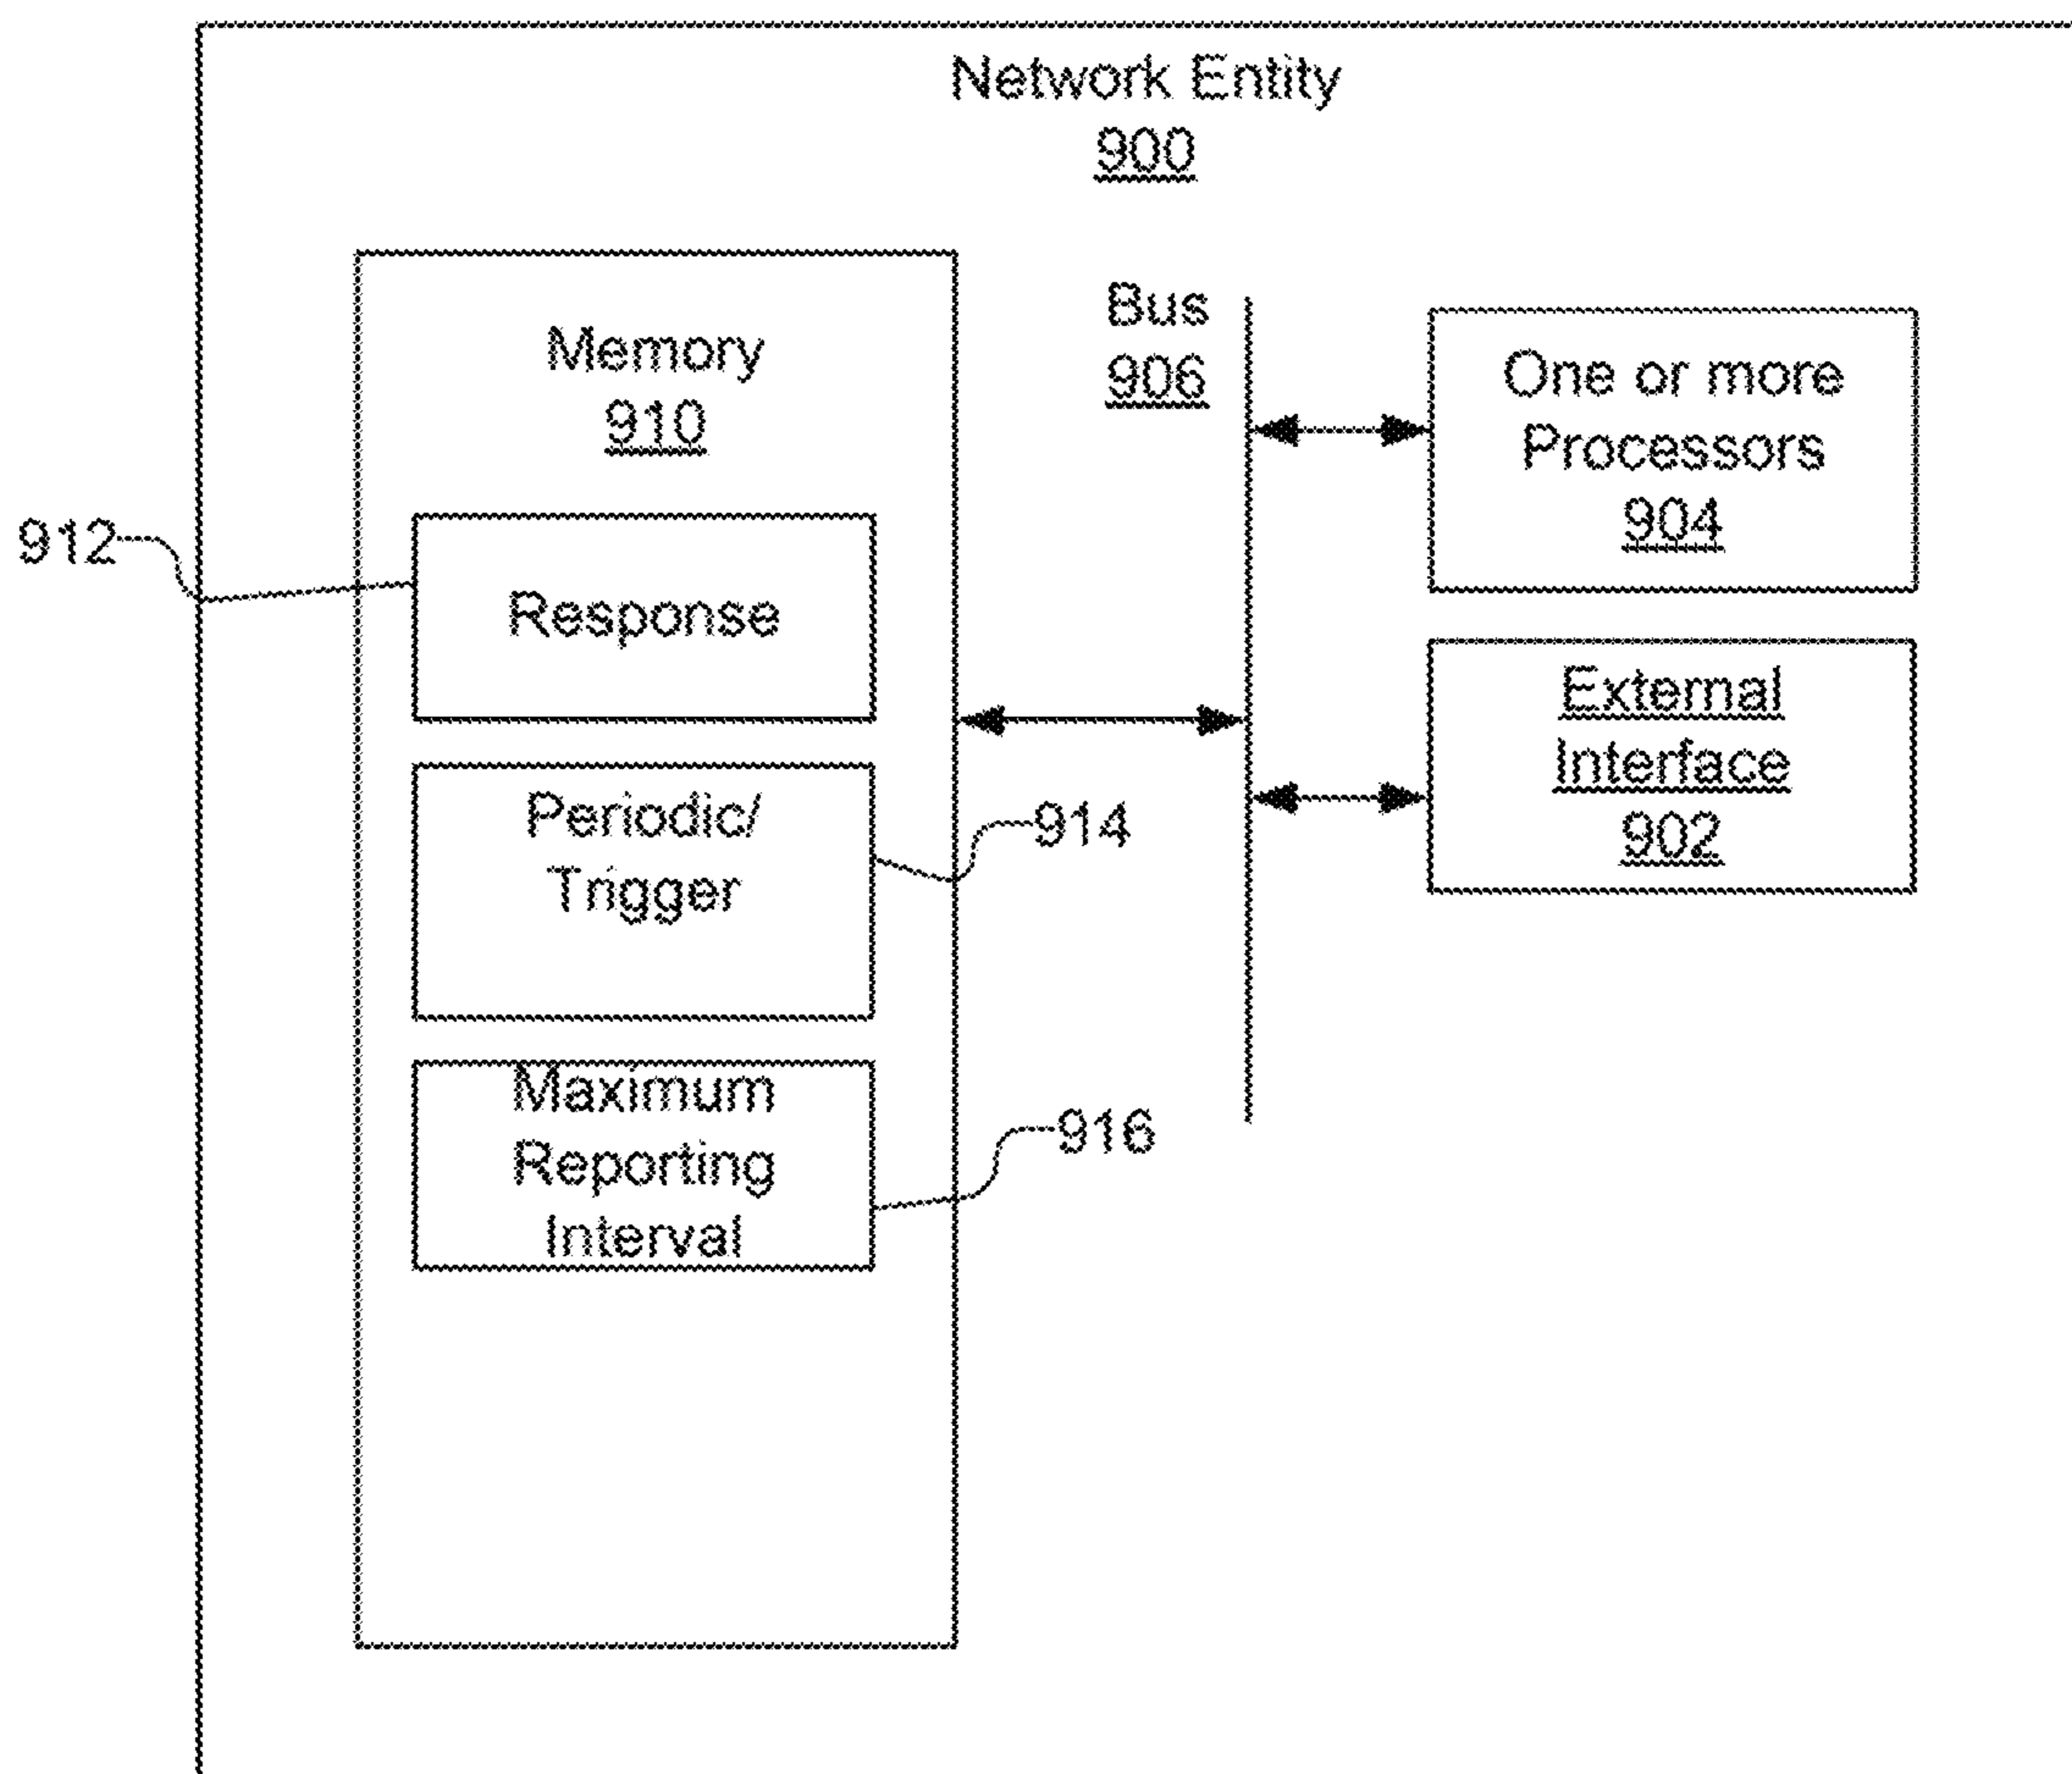 Network Entity
900
Memory
910
Bus
906
One or more
Processors
904
912
Response
External
Interface
902
Periodic/
Trigger
914
Maximum
Reporting
Interval
916